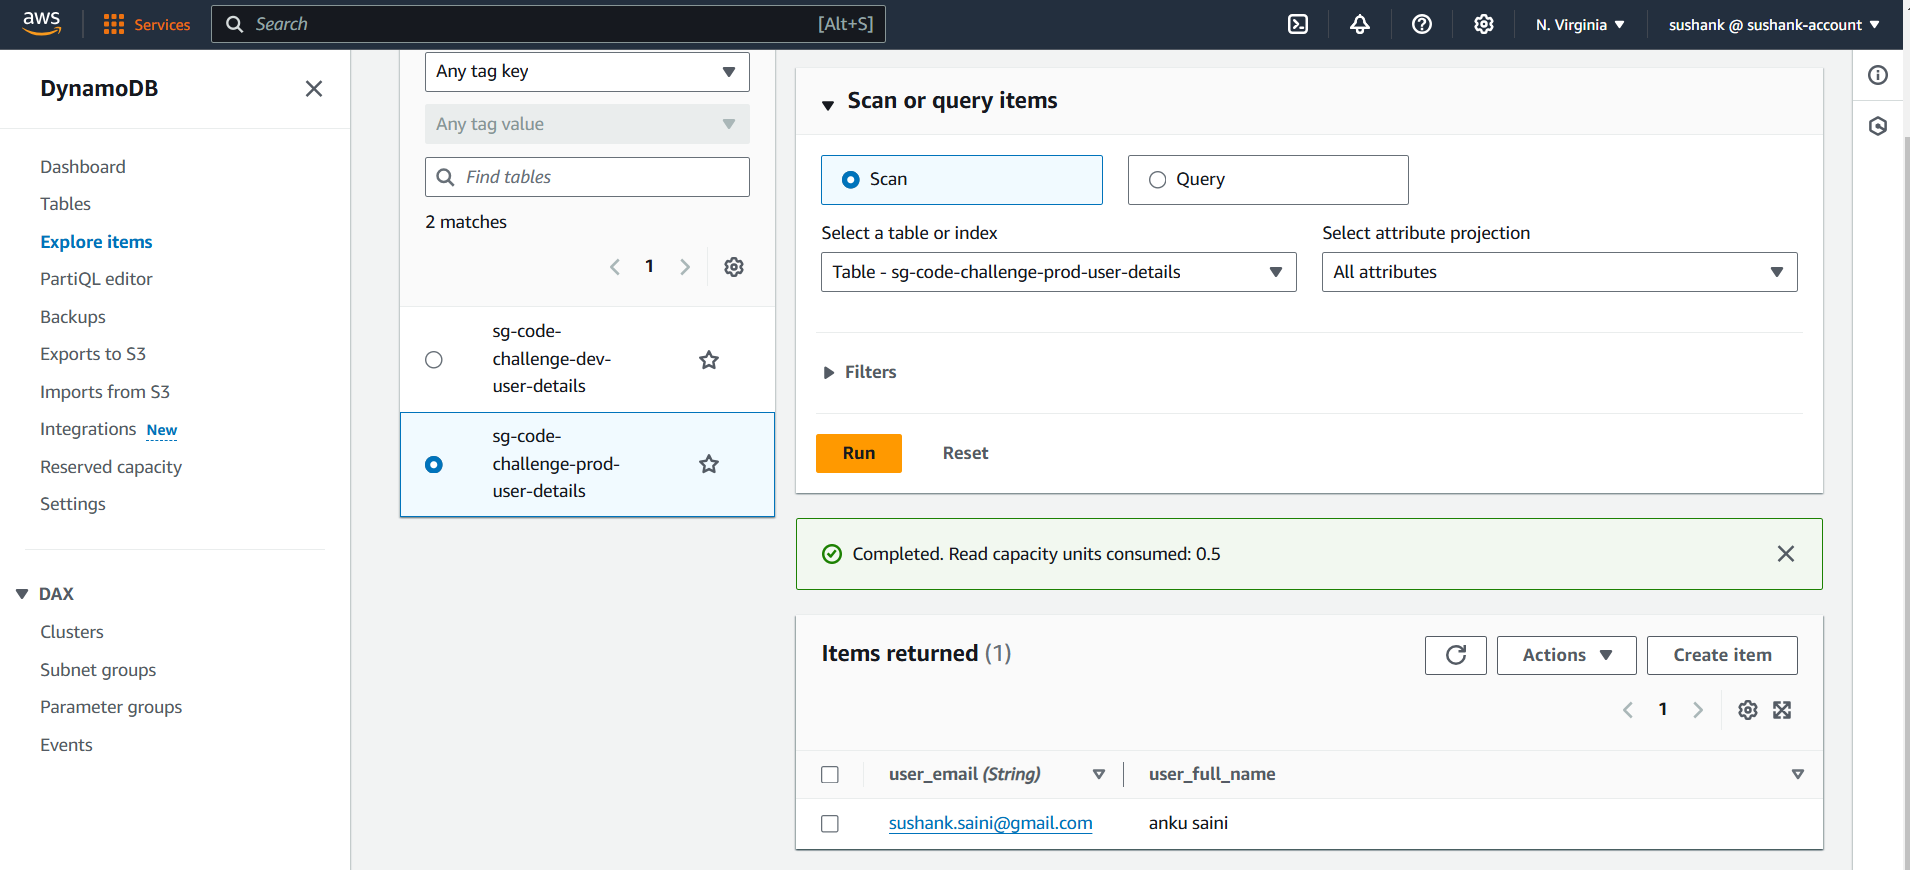 aws
Services
Search
[Alt+S]
N. Virginia
sushank @ sushank-account
DynamoDB
Dashboard
Tables
Explore items
PartiQL editor
Backups
Exports to S3
Imports from S3
Integrations New
Reserved capacity
Settings
DAX
Clusters
Subnet groups
Parameter groups
Events
Any tag key
Any tag value
Find tables
2 matches
1
sg-code-
challenge-dev-
user-details
sg-code-
challenge-prod-
user-details
Scan or query items
Scan
Query
Select a table or index
Select attribute projection
Table - sg-code-challenge-prod-user-details
All attributes
Filters
Run
Reset
Completed. Read capacity units consumed: 0.5
Items returned (1)
Actions
Create item
1
user_email (String)
user_full_name
sushank.saini@gmail.com
anku saini